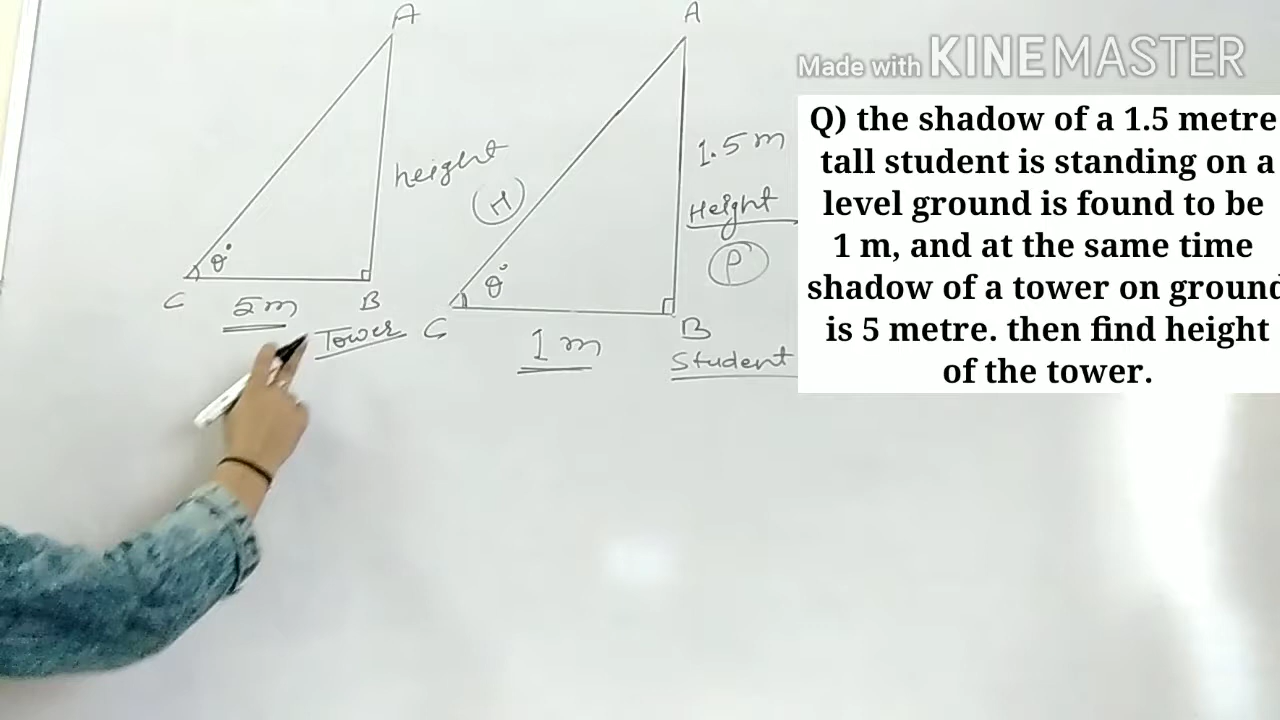 Made with KINEMASTER
Q) the shadow of a 1.5 metre
tall student is standing on a
level ground is found to be
1 m, and at the same time
shadow of a tower on ground
is 5 metre. then find height
of the tower.
A
height
θ°
C
5 m
B
Tower
A
1.5 m
Height
(P)
(H)
θ°
C
1 m
B
Student